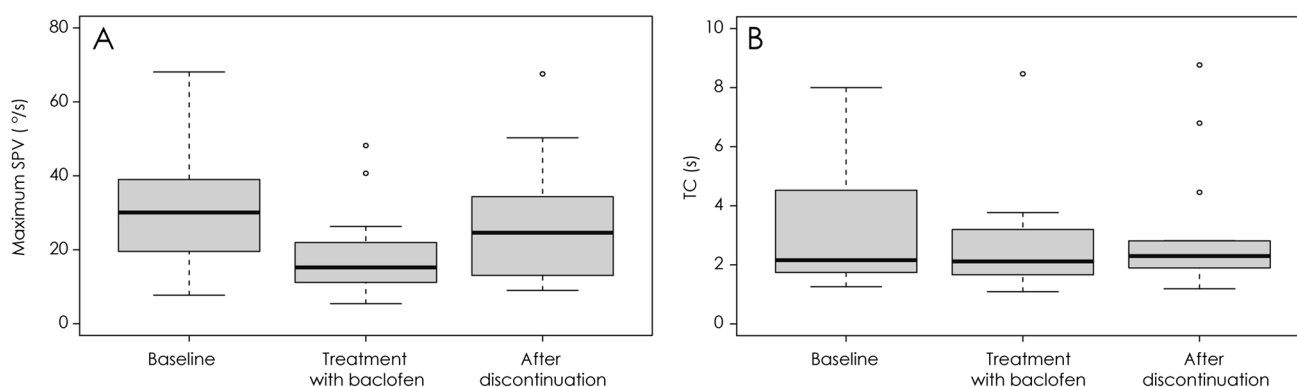 A
Maximum SPV ( °/s)
80
60
40
20
0
Baseline
Treatment
with baclofen
After
discontinuation
B
TC (s)
10
8
6
4
2
0
Baseline
Treatment
with baclofen
After
discontinuation